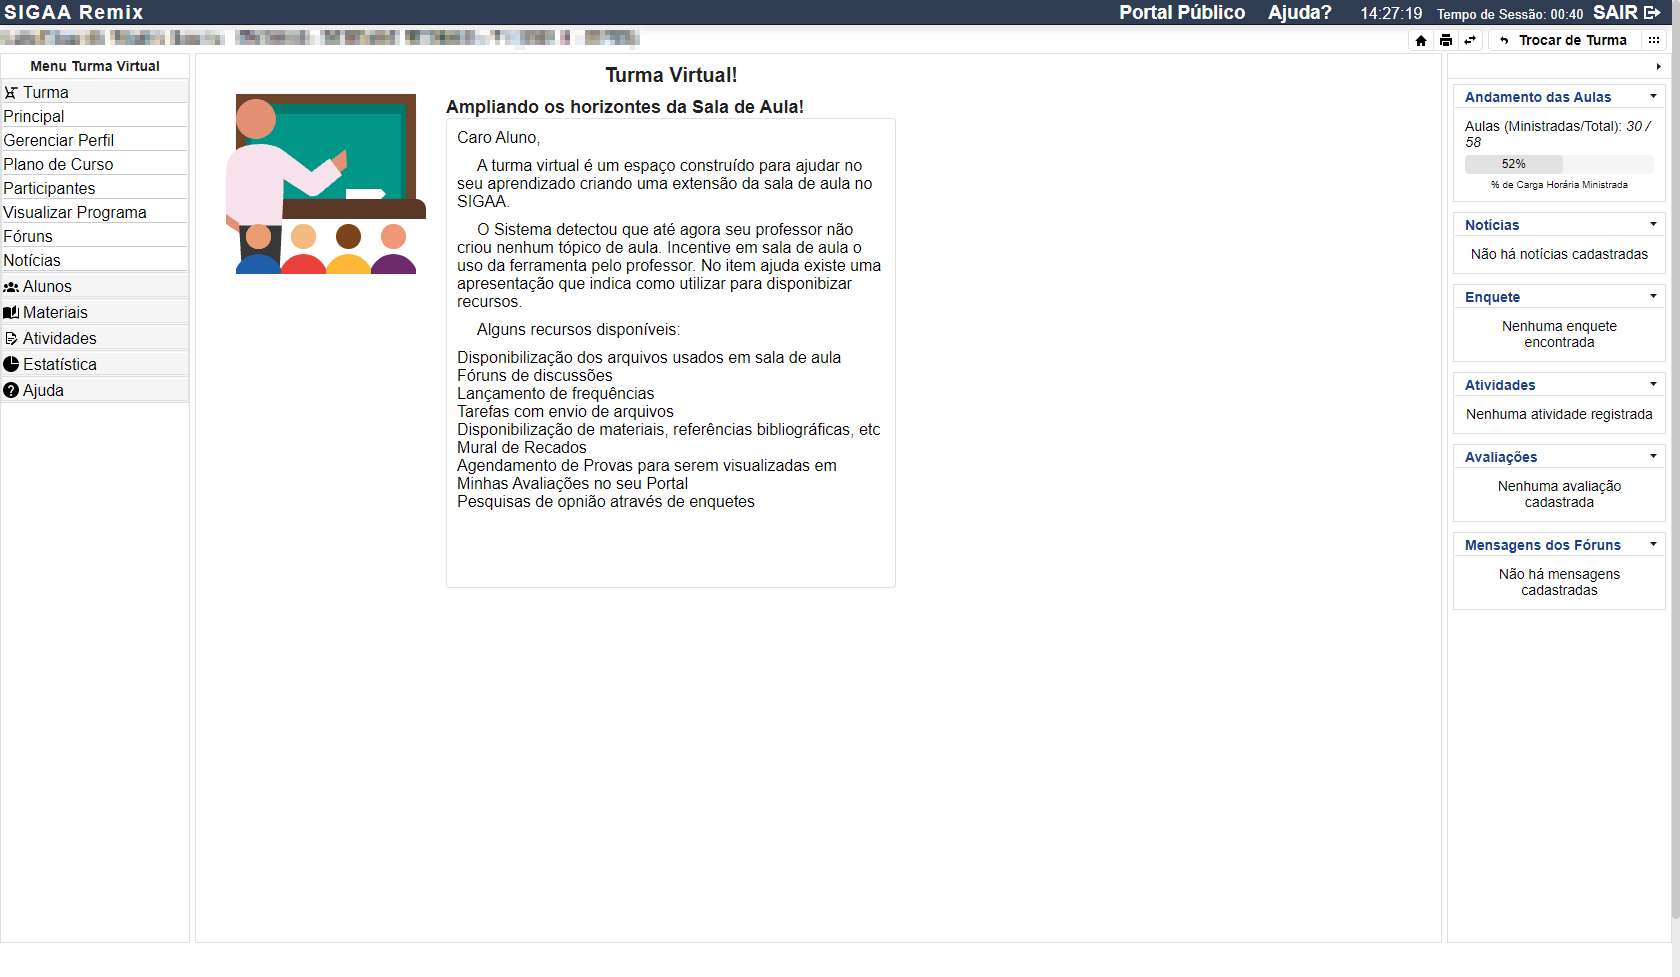 SIGAA Remix
Portal Público Ajuda? 14:27:19 Tempo de Sessão: 00:40 SAIR
Trocar de Turma
Menu Turma Virtual
Turma
Principal
Gerenciar Perfil
Plano de Curso
Participantes
Visualizar Programa
Fóruns
Notícias
Alunos
Materiais
Atividades
Estatística
Ajuda
Turma Virtual!
Ampliando os horizontes da Sala de Aula!
Caro Aluno,
A turma virtual é um espaço construído para ajudar no
seu aprendizado criando uma extensão da sala de aula no
SIGAA.
O Sistema detectou que até agora seu professor não
criou nenhum tópico de aula. Incentive em sala de aula o
uso da ferramenta pelo professor. No item ajuda existe uma
apresentação que indica como utilizar para disponibizar
recursos.
Alguns recursos disponíveis:
Disponibilização dos arquivos usados em sala de aula
Fóruns de discussões
Lançamento de frequências
Tarefas com envio de arquivos
Disponibilização de materiais, referências bibliográficas, etc
Mural de Recados
Agendamento de Provas para serem visualizadas em
Minhas Avaliações no seu Portal
Pesquisas de opnião através de enquetes
Andamento das Aulas
Aulas (Ministradas/Total): 30 /
58
52%
% de Carga Horária Ministrada
Notícias
Não há notícias cadastradas
Enquete
Nenhuma enquete
encontrada
Atividades
Nenhuma atividade registrada
Avaliações
Nenhuma avaliação
cadastrada
Mensagens dos Fóruns
Não há mensagens
cadastradas